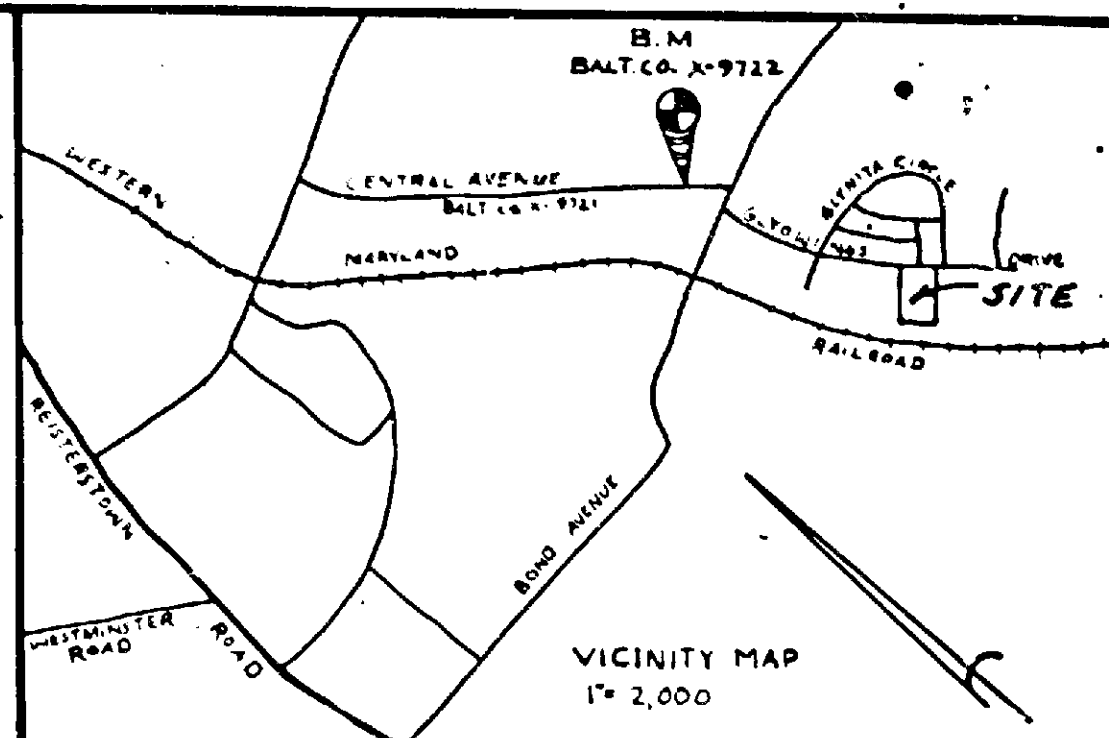 B.M
BALT. CO. X-9722
WESTERN
CENTRAL AVENUE
BALT CO X-9721
MARYLAND
CIRCLE
DRIVE
SITE
RAILROAD
REISTERSTOWN
ROAD
BOND AVENUE
WESTMINSTER
ROAD
VICINITY MAP
1"= 2,000